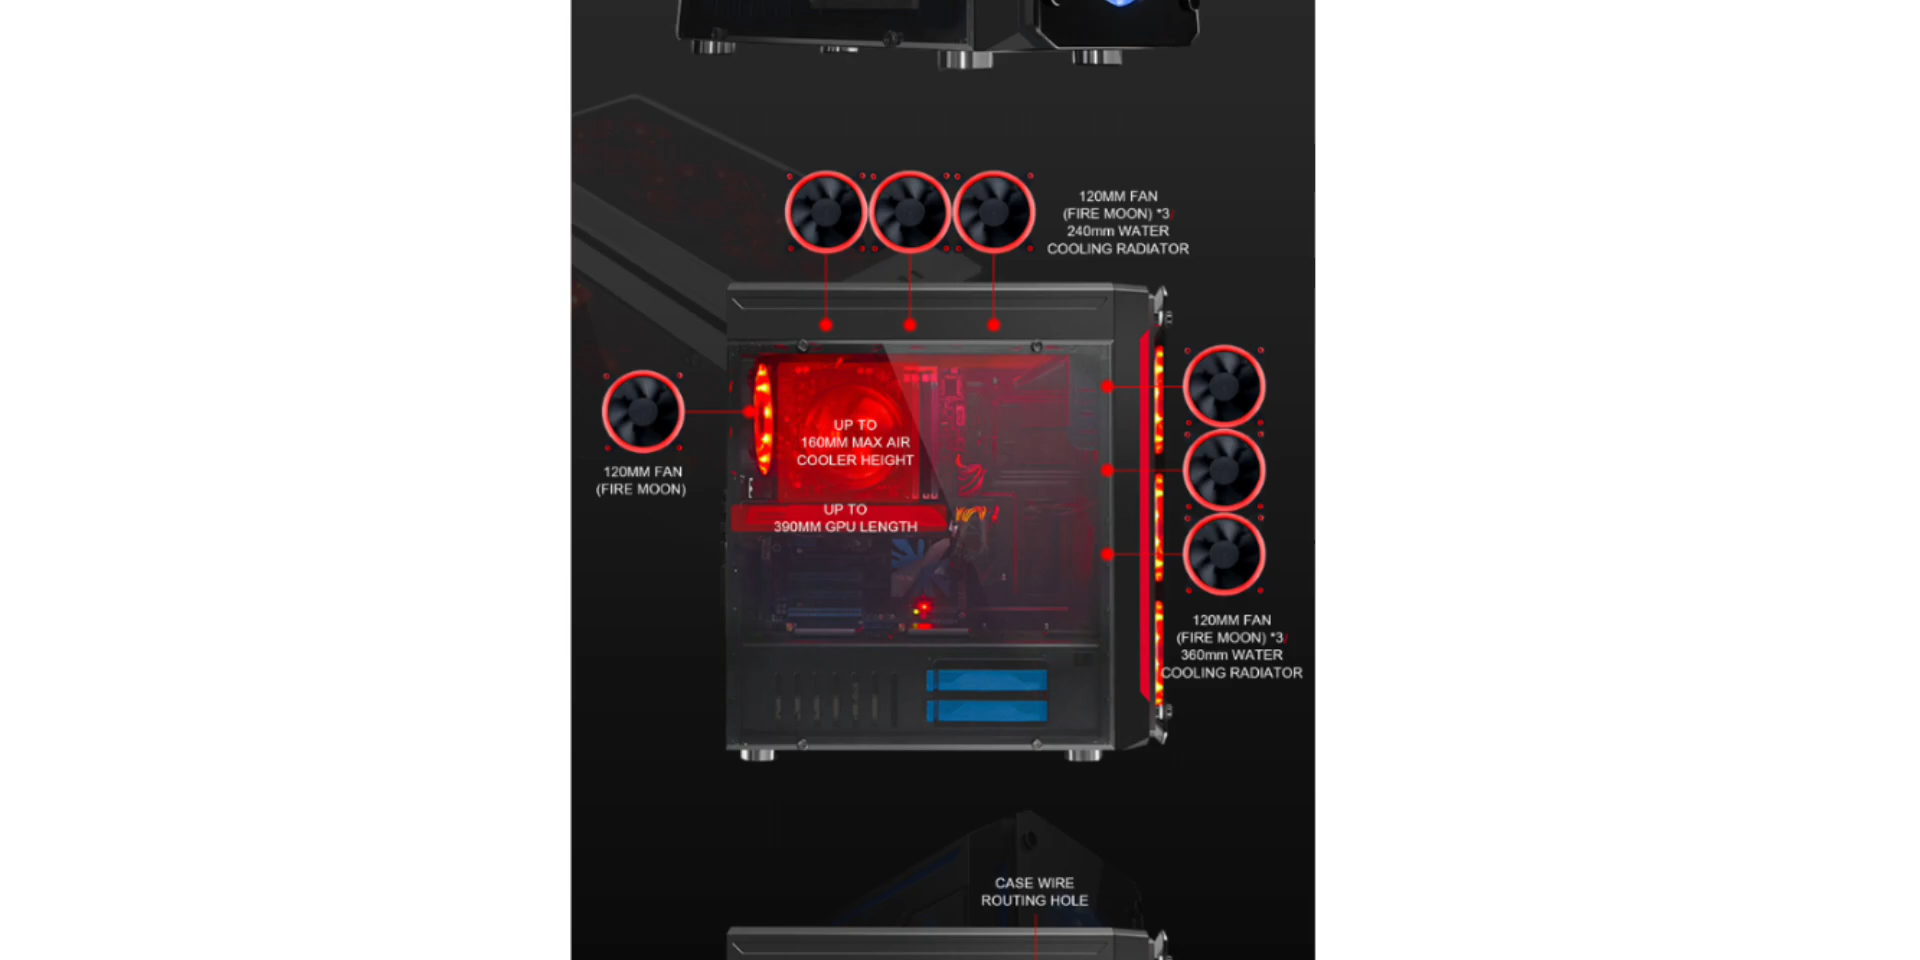 120MM FAN
(FIRE MOON) *3/
240mm WATER
COOLING RADIATOR
UP TO
160MM MAX AIR
COOLER HEIGHT
120MM FAN
(FIRE MOON)
UP TO
390MM GPU LENGTH
120MM FAN
(FIRE MOON) *3/
360mm WATER
COOLING RADIATOR
CASE WIRE
ROUTING HOLE